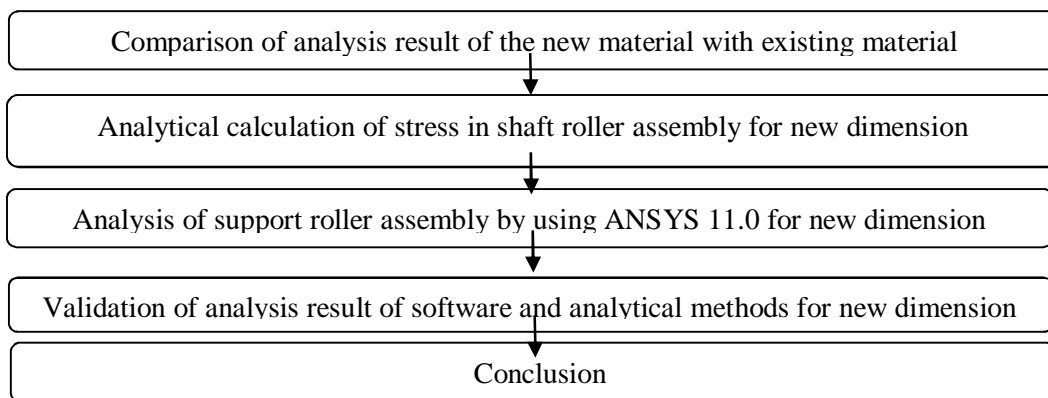 Comparison of analysis result of the new material with existing material
Analytical calculation of stress in shaft roller assembly for new dimension
Analysis of support roller assembly by using ANSYS 11.0 for new dimension
Validation of analysis result of software and analytical methods for new dimension
Conclusion